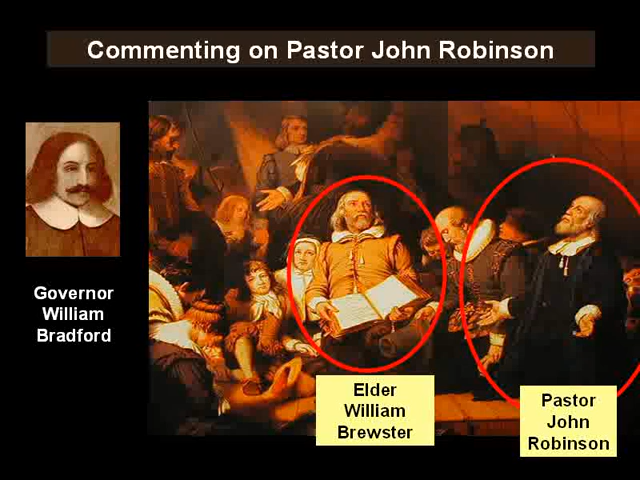 Commenting on Pastor John Robinson
Governor
William
Bradford
Elder
William
Brewster
Pastor
John
Robinson